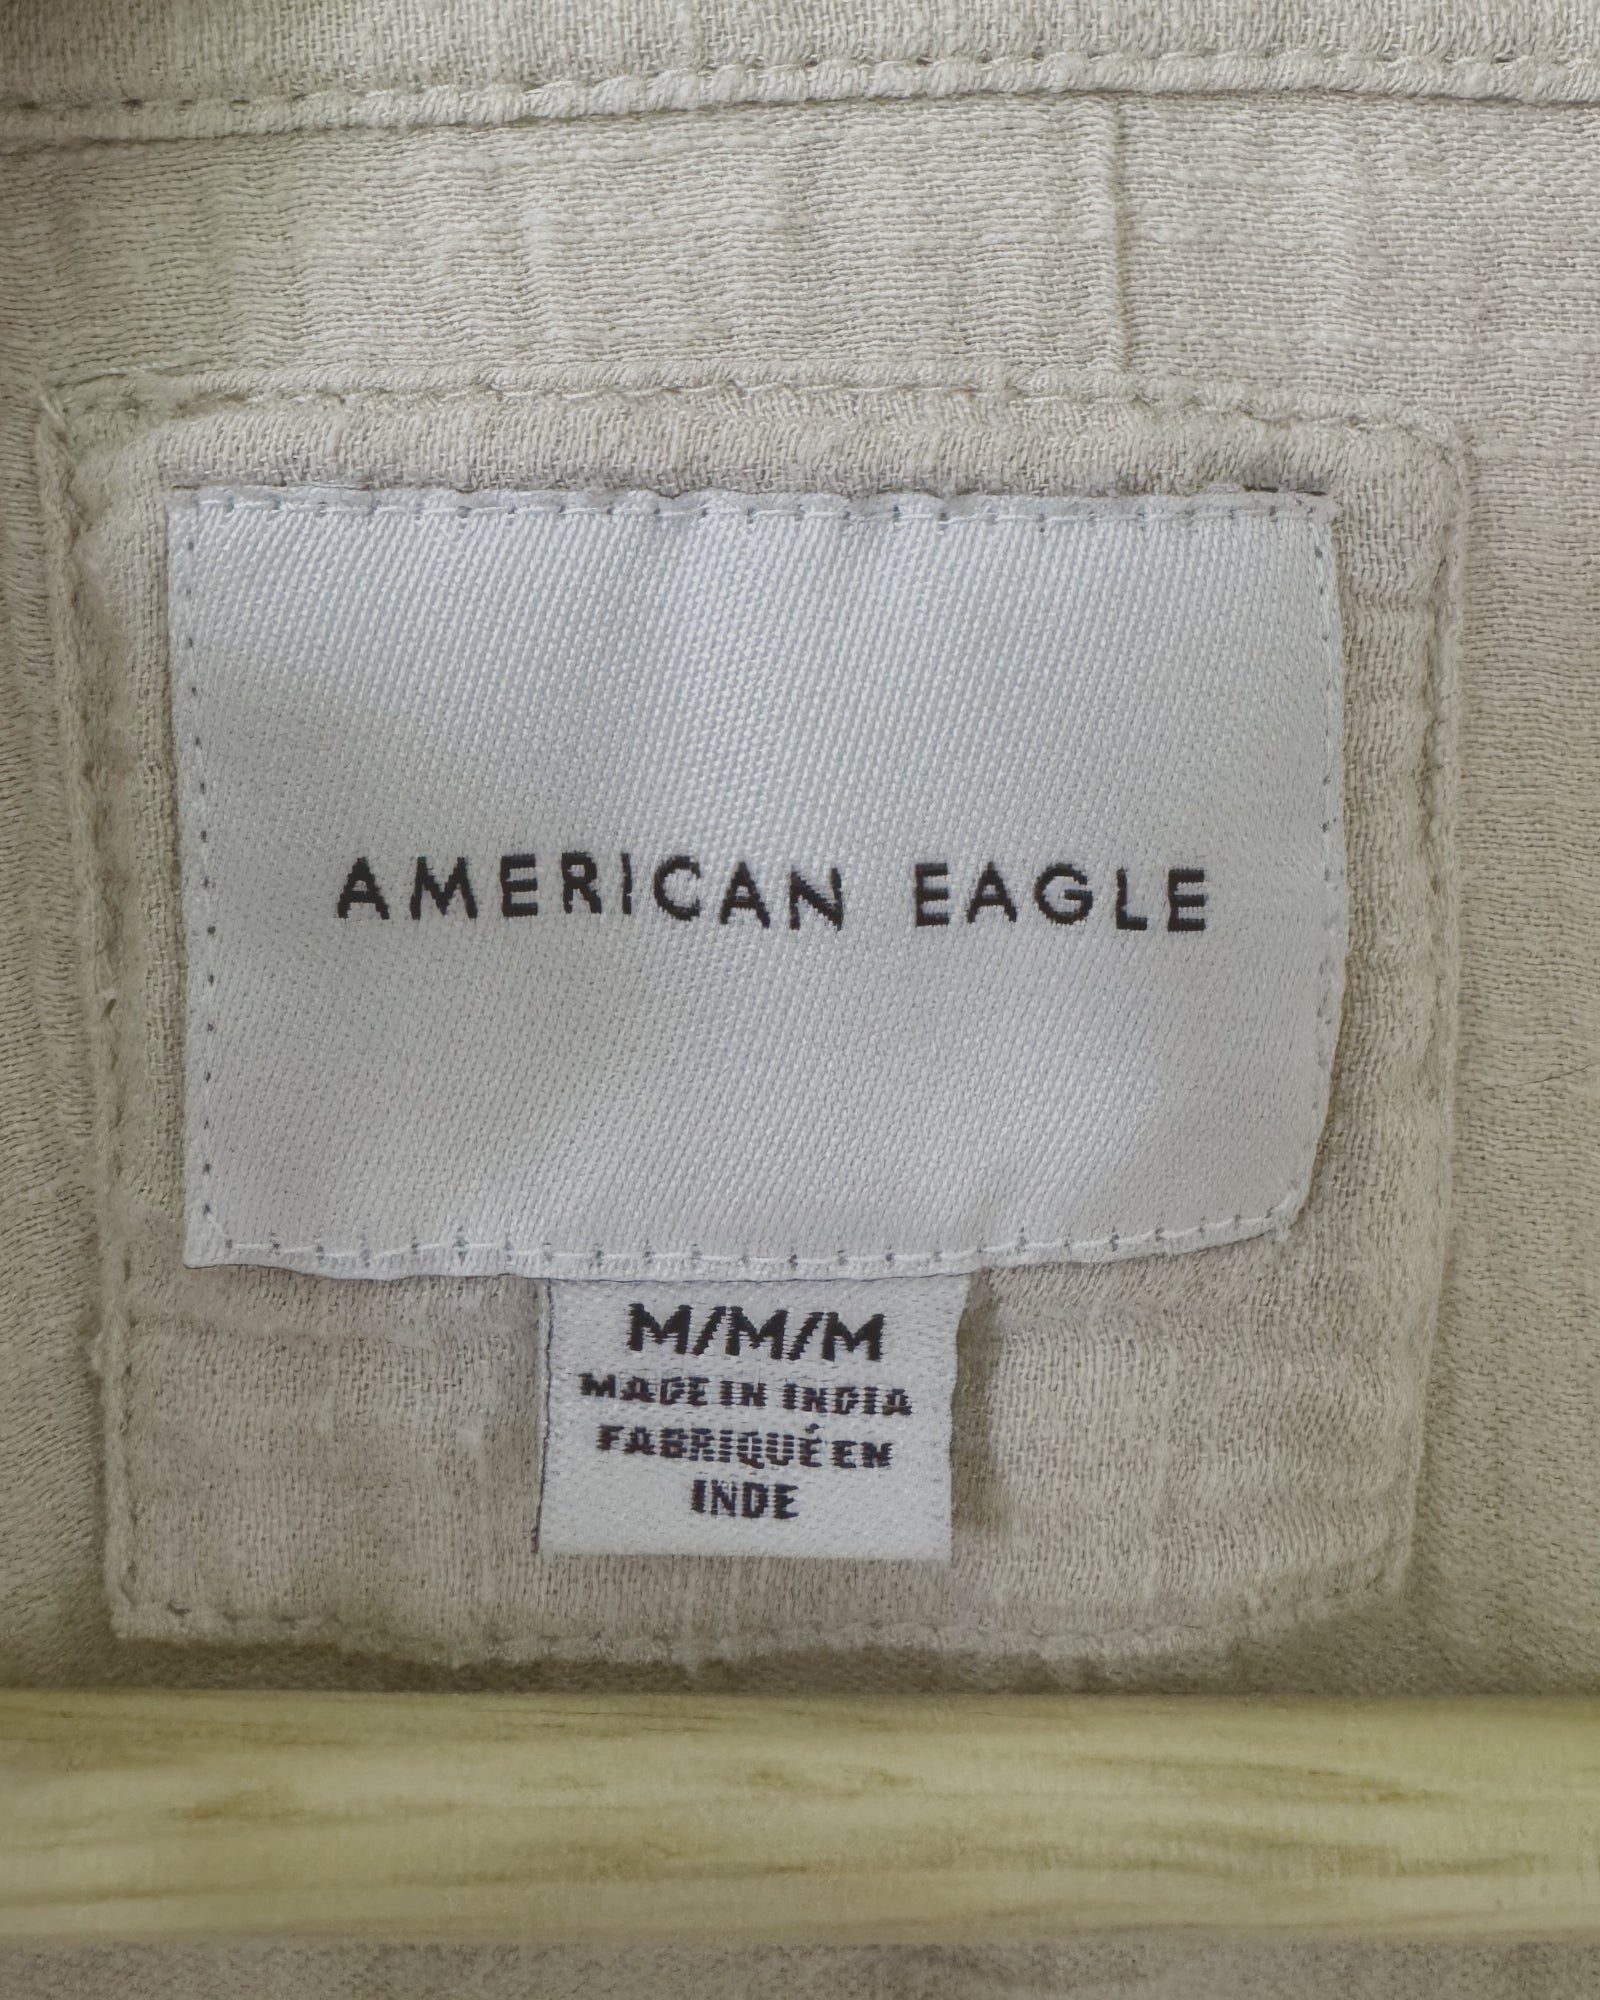 AMERICAN EAGLE
M/M/M
MADE IN INDIA
FABRIQUÉ EN
INDE